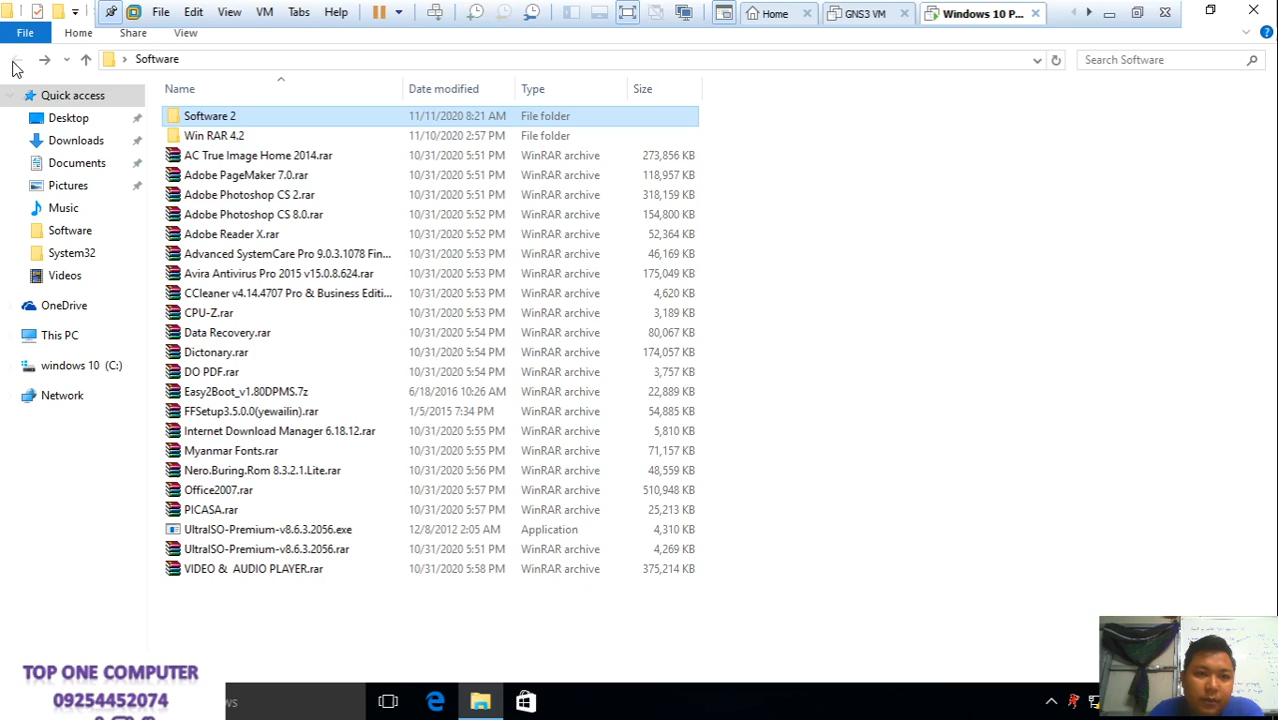 File Edit View VM Tabs Help Home GNS3 VM Windows 10 P...
File Home Share View
Software Search Software
Name Date modified Type Size
Quick access
Desktop
Downloads
Documents
Pictures
Music
Software
System32
Videos
OneDrive
This PC
windows 10 (C:)
Network
Software 2 11/11/2020 8:21 AM File folder
Win RAR 4.2 11/10/2020 2:57 PM File folder
AC True Image Home 2014.rar 10/31/2020 5:51 PM WinRAR archive 273,856 KB
Adobe PageMaker 7.0.rar 10/31/2020 5:51 PM WinRAR archive 118,957 KB
Adobe Photoshop CS 2.rar 10/31/2020 5:51 PM WinRAR archive 318,159 KB
Adobe Photoshop CS 8.0.rar 10/31/2020 5:52 PM WinRAR archive 154,800 KB
Adobe Reader X.rar 10/31/2020 5:52 PM WinRAR archive 52,364 KB
Advanced SystemCare Pro 9.0.3.1078 Fin... 10/31/2020 5:53 PM WinRAR archive 46,169 KB
Avira Antivirus Pro 2015 v15.0.8.624.rar 10/31/2020 5:53 PM WinRAR archive 175,049 KB
CCleaner v4.14.4707 Pro & Business Editi... 10/31/2020 5:53 PM WinRAR archive 4,620 KB
CPU-Z.rar 10/31/2020 5:53 PM WinRAR archive 3,189 KB
Data Recovery.rar 10/31/2020 5:54 PM WinRAR archive 80,067 KB
Dictonary.rar 10/31/2020 5:54 PM WinRAR archive 174,057 KB
DO PDF.rar 10/31/2020 5:54 PM WinRAR archive 3,757 KB
Easy2Boot_v1.80DPMS.7z 6/18/2016 10:26 AM WinRAR archive 22,889 KB
FFSetup3.5.0.0(yewailin).rar 1/5/2015 7:34 PM WinRAR archive 54,885 KB
Internet Download Manager 6.18.12.rar 10/31/2020 5:55 PM WinRAR archive 5,810 KB
Myanmar Fonts.rar 10/31/2020 5:55 PM WinRAR archive 71,157 KB
Nero.Buring.Rom 8.3.2.1.Lite.rar 10/31/2020 5:56 PM WinRAR archive 48,559 KB
Office2007.rar 10/31/2020 5:57 PM WinRAR archive 510,948 KB
PICASA.rar 10/31/2020 5:57 PM WinRAR archive 25,213 KB
UltraISO-Premium-v8.6.3.2056.exe 12/8/2012 2:05 AM Application 4,310 KB
UltraISO-Premium-v8.6.3.2056.rar 10/31/2020 5:51 PM WinRAR archive 4,269 KB
VIDEO & AUDIO PLAYER.rar 10/31/2020 5:58 PM WinRAR archive 375,214 KB
TOP ONE COMPUTER
09254452074